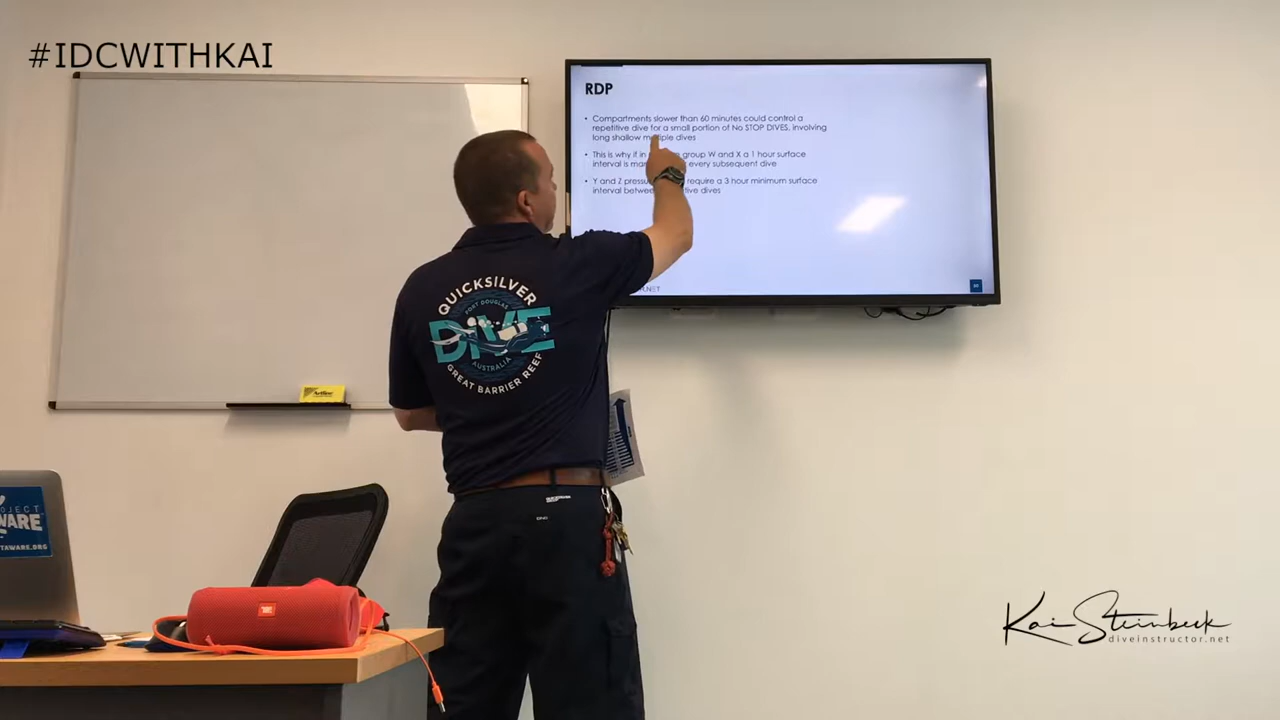 #IDCWITHKAI
RDP
• Compartments slower than 60 minutes could control a
repetitive dive for a small portion of No STOP DIVES, involving
long shallow multiple dives
• This is why if in group W and X a 1 hour surface
interval is every subsequent dive
• Y and Z require a 3 hour minimum surface
interval dives
QUICKSILVER
PORT DOUGLAS
DIVE
AUSTRALIA
GREAT BARRIER REEF
Artline
JBL
Kai Steinbeck
diveinstructor.net